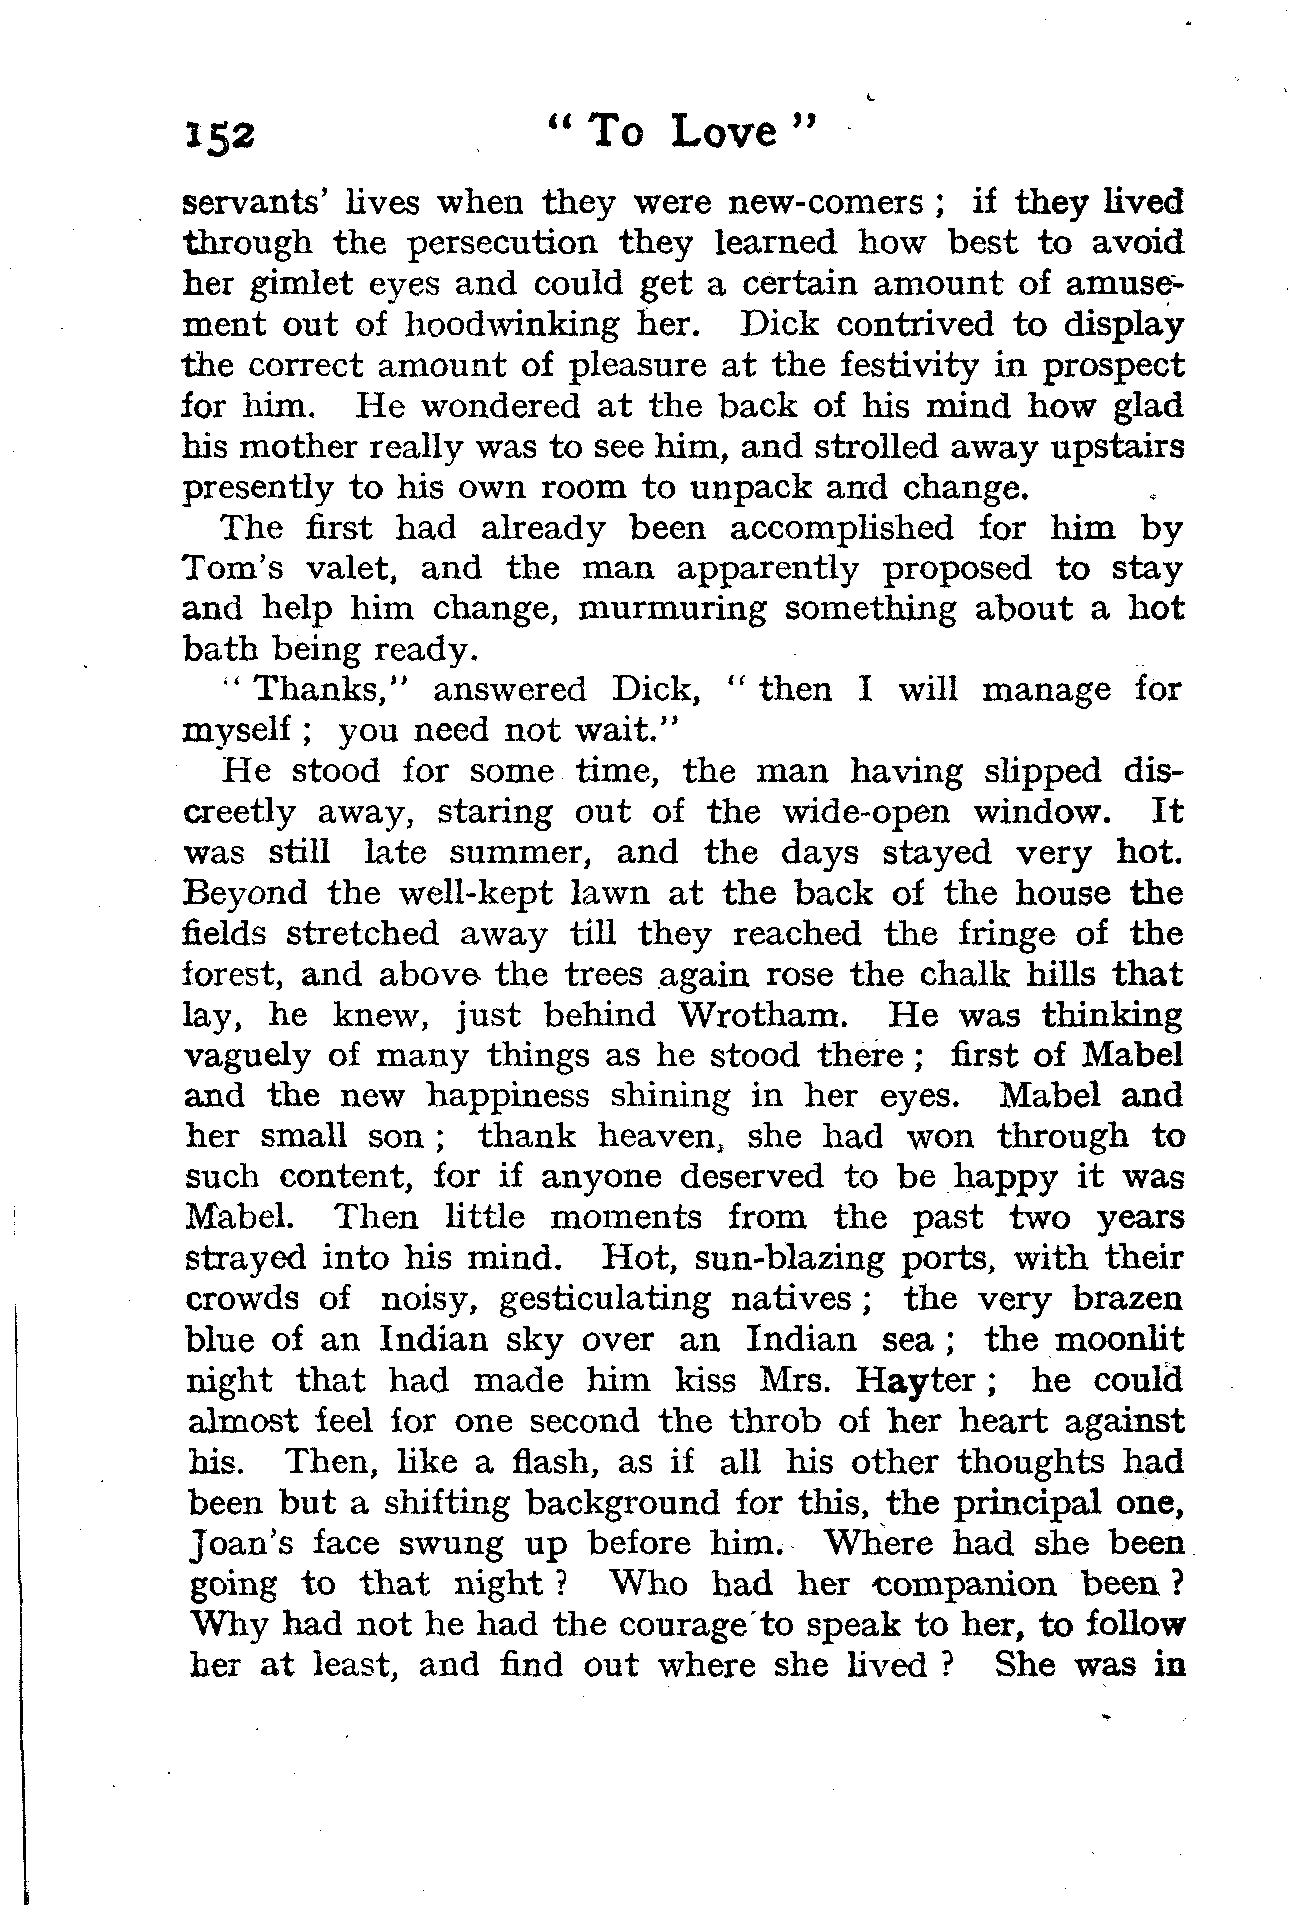 152 " To Love "
servants' lives when they were new-comers ; if they lived
through the persecution they learned how best to avoid
her gimlet eyes and could get a certain amount of amuse-
ment out of hoodwinking her. Dick contrived to display
the correct amount of pleasure at the festivity in prospect
for him. He wondered at the back of his mind how glad
his mother really was to see him, and strolled away upstairs
presently to his own room to unpack and change.
The first had already been accomplished for him by
Tom's valet, and the man apparently proposed to stay
and help him change, murmuring something about a hot
bath being ready.
" Thanks," answered Dick, " then I will manage for
myself ; you need not wait."
He stood for some time, the man having slipped dis-
creetly away, staring out of the wide-open window. It
was still late summer, and the days stayed very hot.
Beyond the well-kept lawn at the back of the house the
fields stretched away till they reached the fringe of the
forest, and above the trees again rose the chalk hills that
lay, he knew, just behind Wrotham. He was thinking
vaguely of many things as he stood there ; first of Mabel
and the new happiness shining in her eyes. Mabel and
her small son ; thank heaven, she had won through to
such content, for if anyone deserved to be happy it was
Mabel. Then little moments from the past two years
strayed into his mind. Hot, sun-blazing ports, with their
crowds of noisy, gesticulating natives ; the very brazen
blue of an Indian sky over an Indian sea ; the moonlit
night that had made him kiss Mrs. Hayter ; he could
almost feel for one second the throb of her heart against
his. Then, like a flash, as if all his other thoughts had
been but a shifting background for this, the principal one,
Joan's face swung up before him. Where had she been
going to that night ? Who had her companion been ?
Why had not he had the courage to speak to her, to follow
her at least, and find out where she lived ? She was in